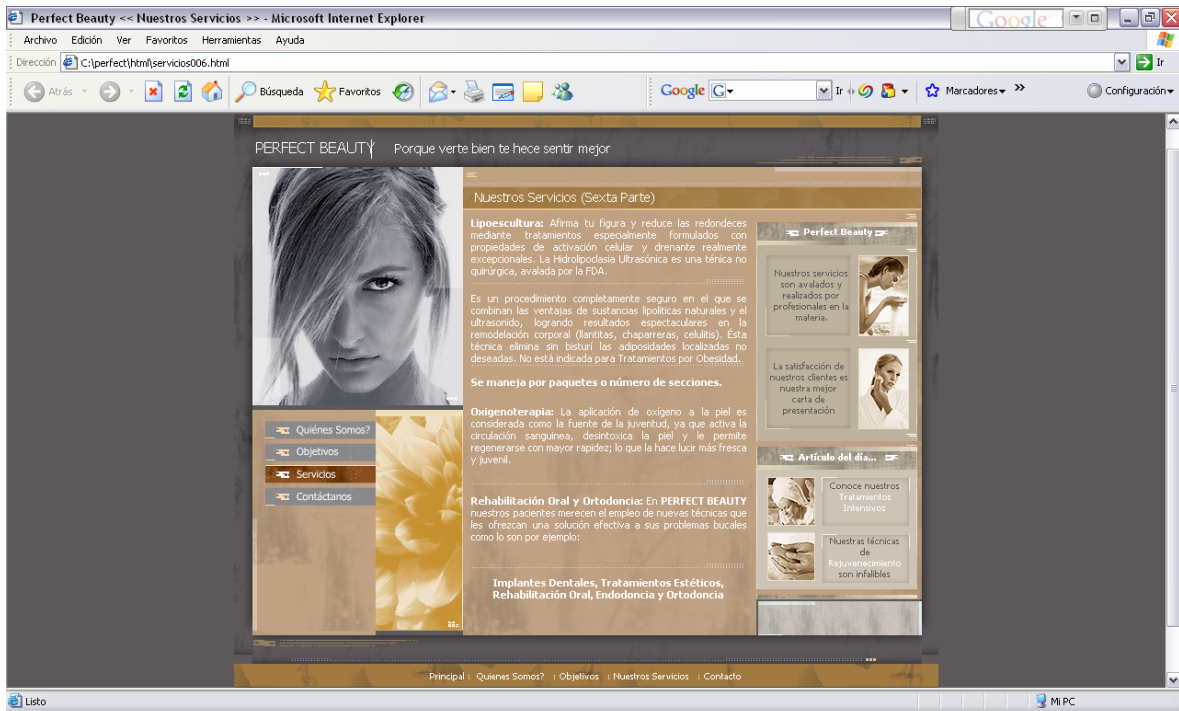 Perfect Beauty << Nuestros Servicios >> - Microsoft Internet Explorer
Google
Archivo Edición Ver Favoritos Herramientas Ayuda
Dirección C:\perfect\html\servicios006.html Ir
Atrás Búsqueda Favoritos Google G Ir Marcadores Configuración
PERFECT BEAUTY Porque verte bien te hace sentir mejor
Nuestros Servicios (Sexta Parte)
Lipoescultura: Afirma tu figura y reduce las redondeces
mediante tratamientos especialmente formulados con
propiedades de activación celular y drenante realmente
excepcionales. La Hidrolipoclasia Ultrasónica es una ténica no
quirúrgica, avalada por la FDA.
Es un procedimiento completamente seguro en el que se
combinan las ventajas de sustancias lipolíticas naturales y el
ultrasonido, logrando resultados espectaculares en la
remodelación corporal (llantitas, chaparreras, celulitis). Ésta
técnica elimina sin bisturí las adiposidades localizadas no
deseadas. No está indicada para Tratamientos por Obesidad.
Se maneja por paquetes o número de secciones.
Oxigenoterapia: La aplicación de oxígeno a la piel es
considerada como la fuente de la juventud, ya que activa la
circulación sanguinea, desintoxica la piel y le permite
regenerarse con mayor rapidez; lo que la hace lucir más fresca
y juvenil.
Rehabilitación Oral y Ortodoncia: En PERFECT BEAUTY
nuestros pacientes merecen el empleo de nuevas técnicas que
les ofrezcan una solución efectiva a sus problemas bucales
como lo son por ejemplo:
Implantes Dentales, Tratamientos Estéticos,
Rehabilitación Oral, Endodoncia y Ortodoncia
Perfect Beauty
Nuestros servicios
son avalados y
realizados por
profesionales en la
materia.
La satisfacción de
nuestros clientes es
nuestra mejor
carta de
presentación
Artículo del día...
Conoce nuestros
Tratamientos
Intensivos
Nuestras técnicas
de
Rejuvenecimiento
son infalibles
Quiénes Somos?
Objetivos
Servicios
Contáctanos
Principal : Quienes Somos? : Objetivos : Nuestros Servicios : Contacto
Listo Mi PC